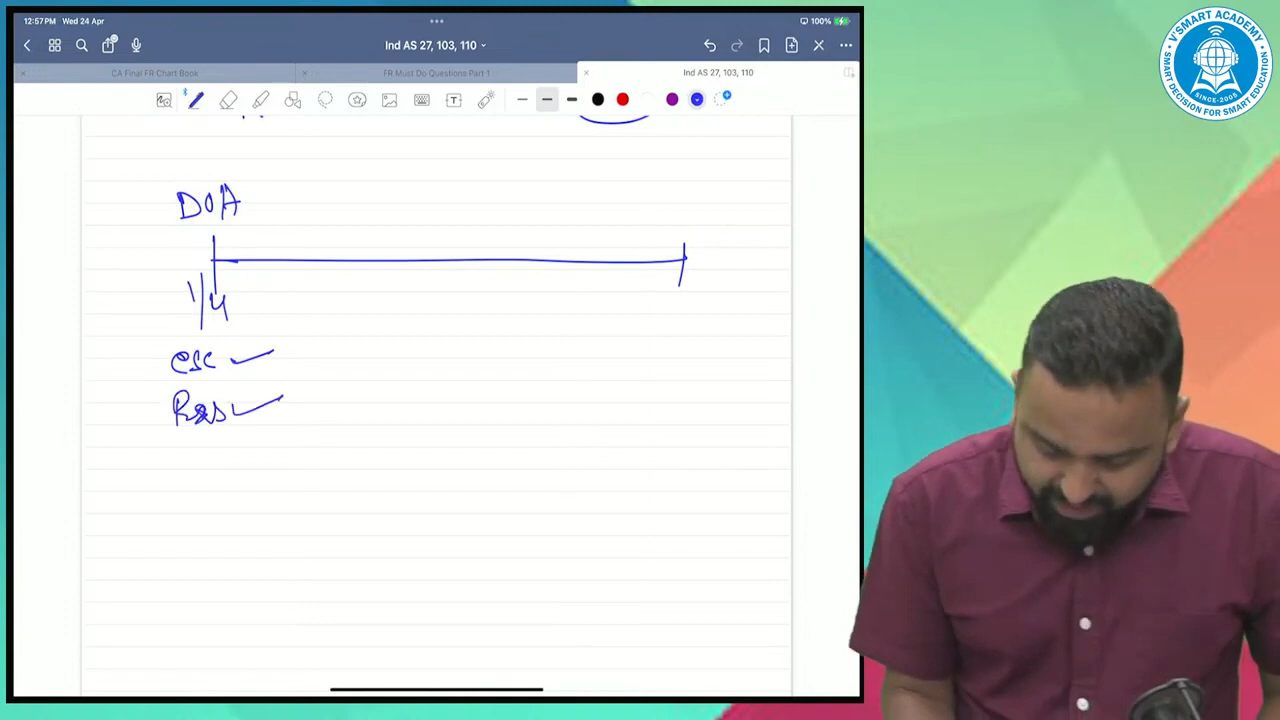 12:57 PM Wed 24 Apr
100%
Ind AS 27, 103, 110
CA Final FR Chart Book
FR Must Do Questions Part 1
Ind AS 27, 103, 110
DOA
1/4
ESC
Res
V'SMART ACADEMY
SINCE-2005
SMART DECISION FOR SMART EDUCATION